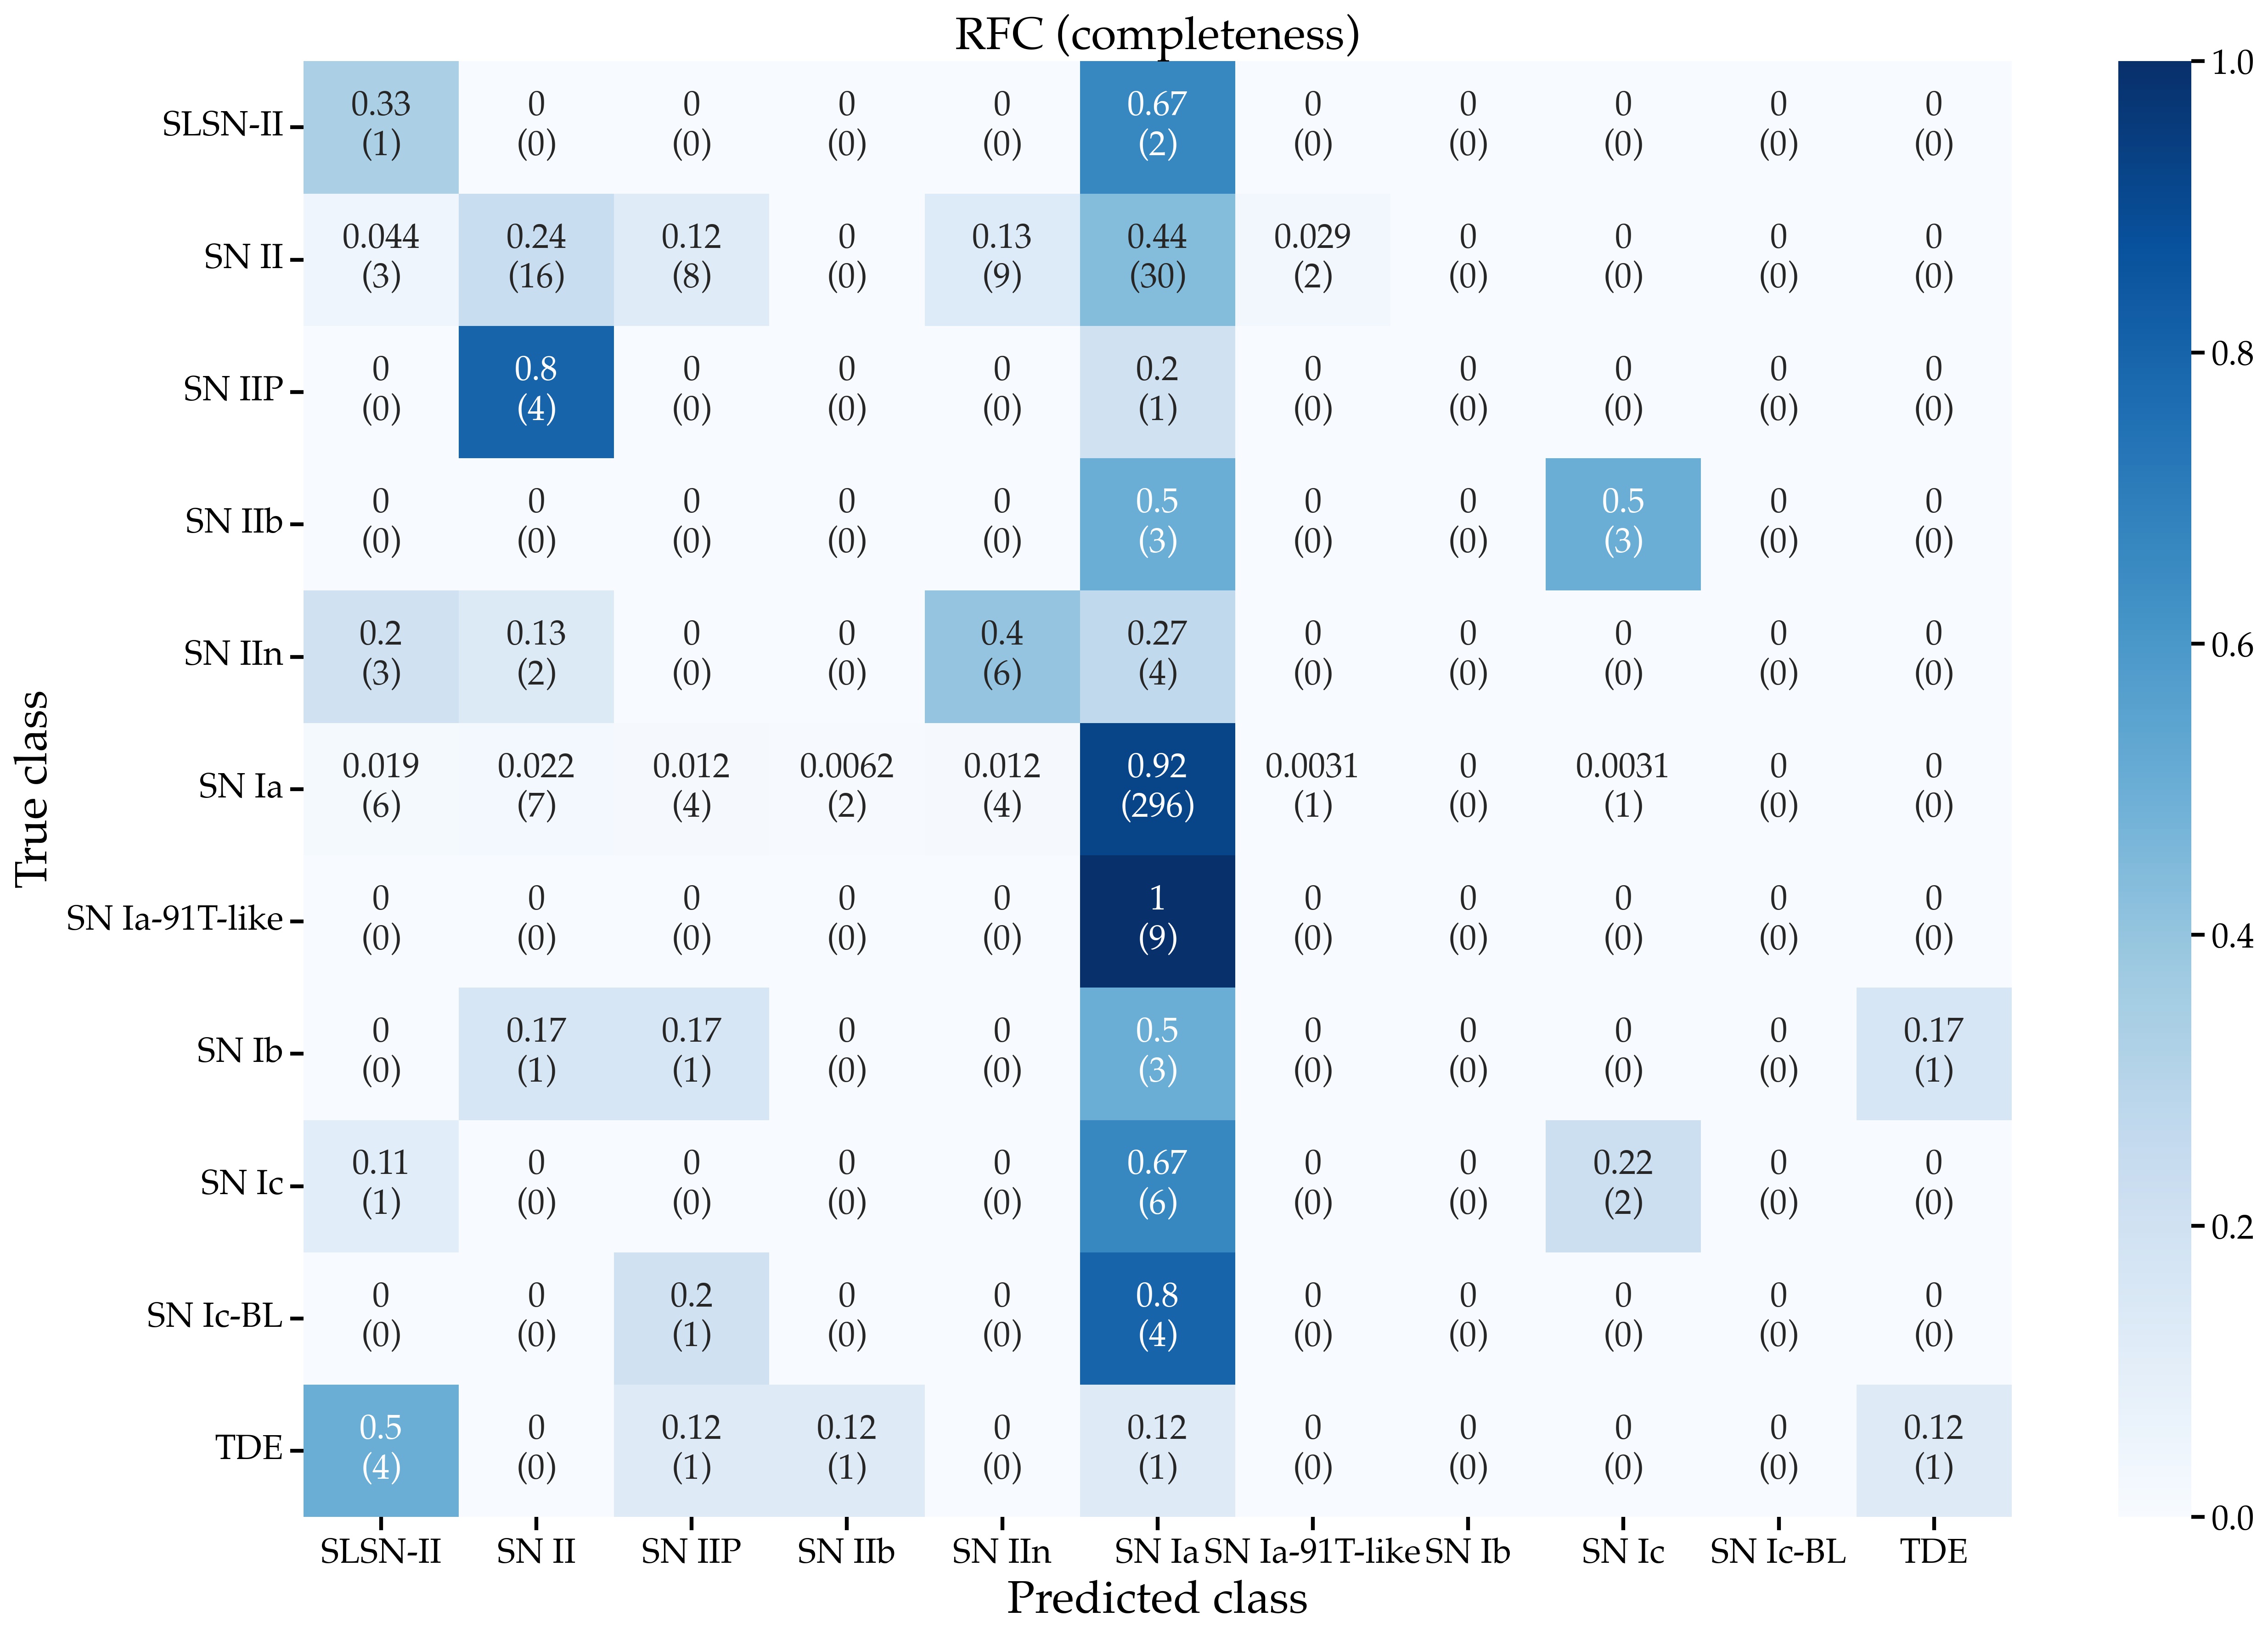 RFC (completeness)
1.0
SLSN-II 0.33 0 0 0 0 0.67 0 0 0 0 0
(1) (0) (0) (0) (0) (2) (0) (0) (0) (0) (0)
SN II 0.044 0.24 0.12 0 0.13 0.44 0.029 0 0 0 0
(3) (16) (8) (0) (9) (30) (2) (0) (0) (0) (0)
0.8
SN IIP 0 0.8 0 0 0 0.2 0 0 0 0 0
(0) (4) (0) (0) (0) (1) (0) (0) (0) (0) (0)
SN IIb 0 0 0 0 0 0.5 0 0 0.5 0 0
(0) (0) (0) (0) (0) (3) (0) (0) (3) (0) (0)
0.6
SN IIn 0.2 0.13 0 0 0.4 0.27 0 0 0 0 0
(3) (2) (0) (0) (6) (4) (0) (0) (0) (0) (0)
True class
SN Ia 0.019 0.022 0.012 0.0062 0.012 0.92 0.0031 0 0.0031 0 0
(6) (7) (4) (2) (4) (296) (1) (0) (1) (0) (0)
SN Ia-91T-like 0 0 0 0 0 1 0 0 0 0 0
(0) (0) (0) (0) (0) (9) (0) (0) (0) (0) (0)
0.4
SN Ib 0 0.17 0.17 0 0 0.5 0 0 0 0 0.17
(0) (1) (1) (0) (0) (3) (0) (0) (0) (0) (1)
SN Ic 0.11 0 0 0 0 0.67 0 0 0.22 0 0
(1) (0) (0) (0) (0) (6) (0) (0) (2) (0) (0)
0.2
SN Ic-BL 0 0 0.2 0 0 0.8 0 0 0 0 0
(0) (0) (1) (0) (0) (4) (0) (0) (0) (0) (0)
TDE 0.5 0 0.12 0.12 0 0.12 0 0 0 0 0.12
(4) (0) (1) (1) (0) (1) (0) (0) (0) (0) (1)
0.0
SLSN-II SN II SN IIP SN IIb SN IIn SN Ia SN Ia-91T-like SN Ib SN Ic SN Ic-BL TDE
Predicted class